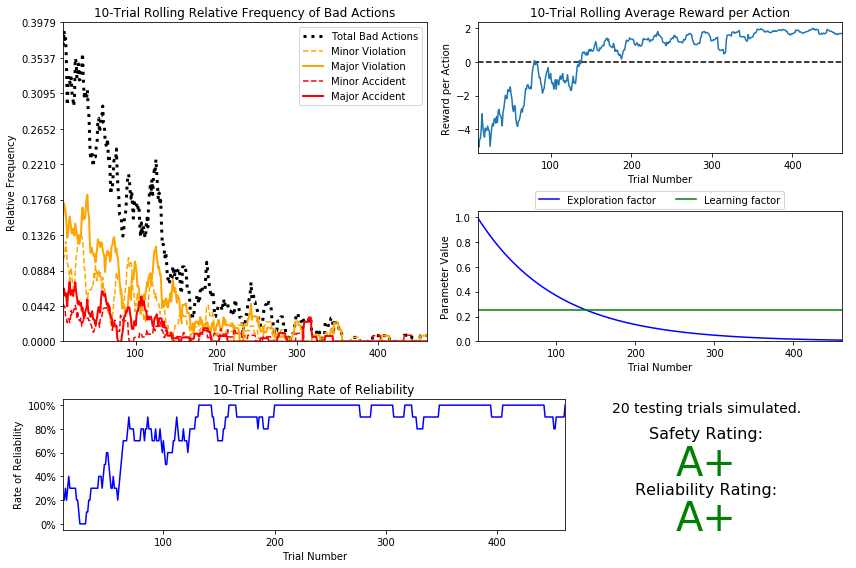 10-Trial Rolling Relative Frequency of Bad Actions
0.3979
0.3537
0.3095
0.2652
0.2210
0.1768
0.1326
0.0884
0.0442
0.0000
Relative Frequency
Total Bad Actions
Minor Violation
Major Violation
Minor Accident
Major Accident
100
200
300
400
Trial Number
10-Trial Rolling Average Reward per Action
2
0
−2
−4
Reward per Action
100
200
300
400
Trial Number
Exploration factor
Learning factor
1.0
0.8
0.6
0.4
0.2
0.0
Parameter Value
100
200
300
400
Trial Number
10-Trial Rolling Rate of Reliability
100%
80%
60%
40%
20%
0%
Rate of Reliability
100
200
300
400
Trial Number
20 testing trials simulated.
Safety Rating:
A+
Reliability Rating:
A+